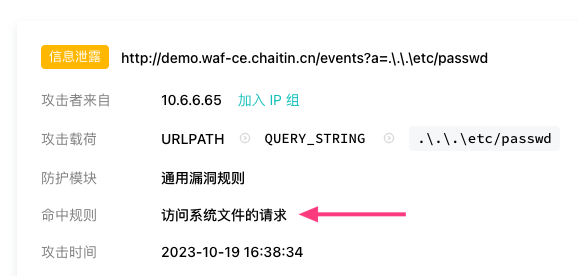 信息泄露 http://demo.waf-ce.chaitin.cn/events?a=.\.\.\etc/passwd
攻击者来自 10.6.6.65 加入 IP 组
攻击载荷 URLPATH QUERY_STRING .\.\.\etc/passwd
防护模块 通用漏洞规则
命中规则 访问系统文件的请求
攻击时间 2023-10-19 16:38:34